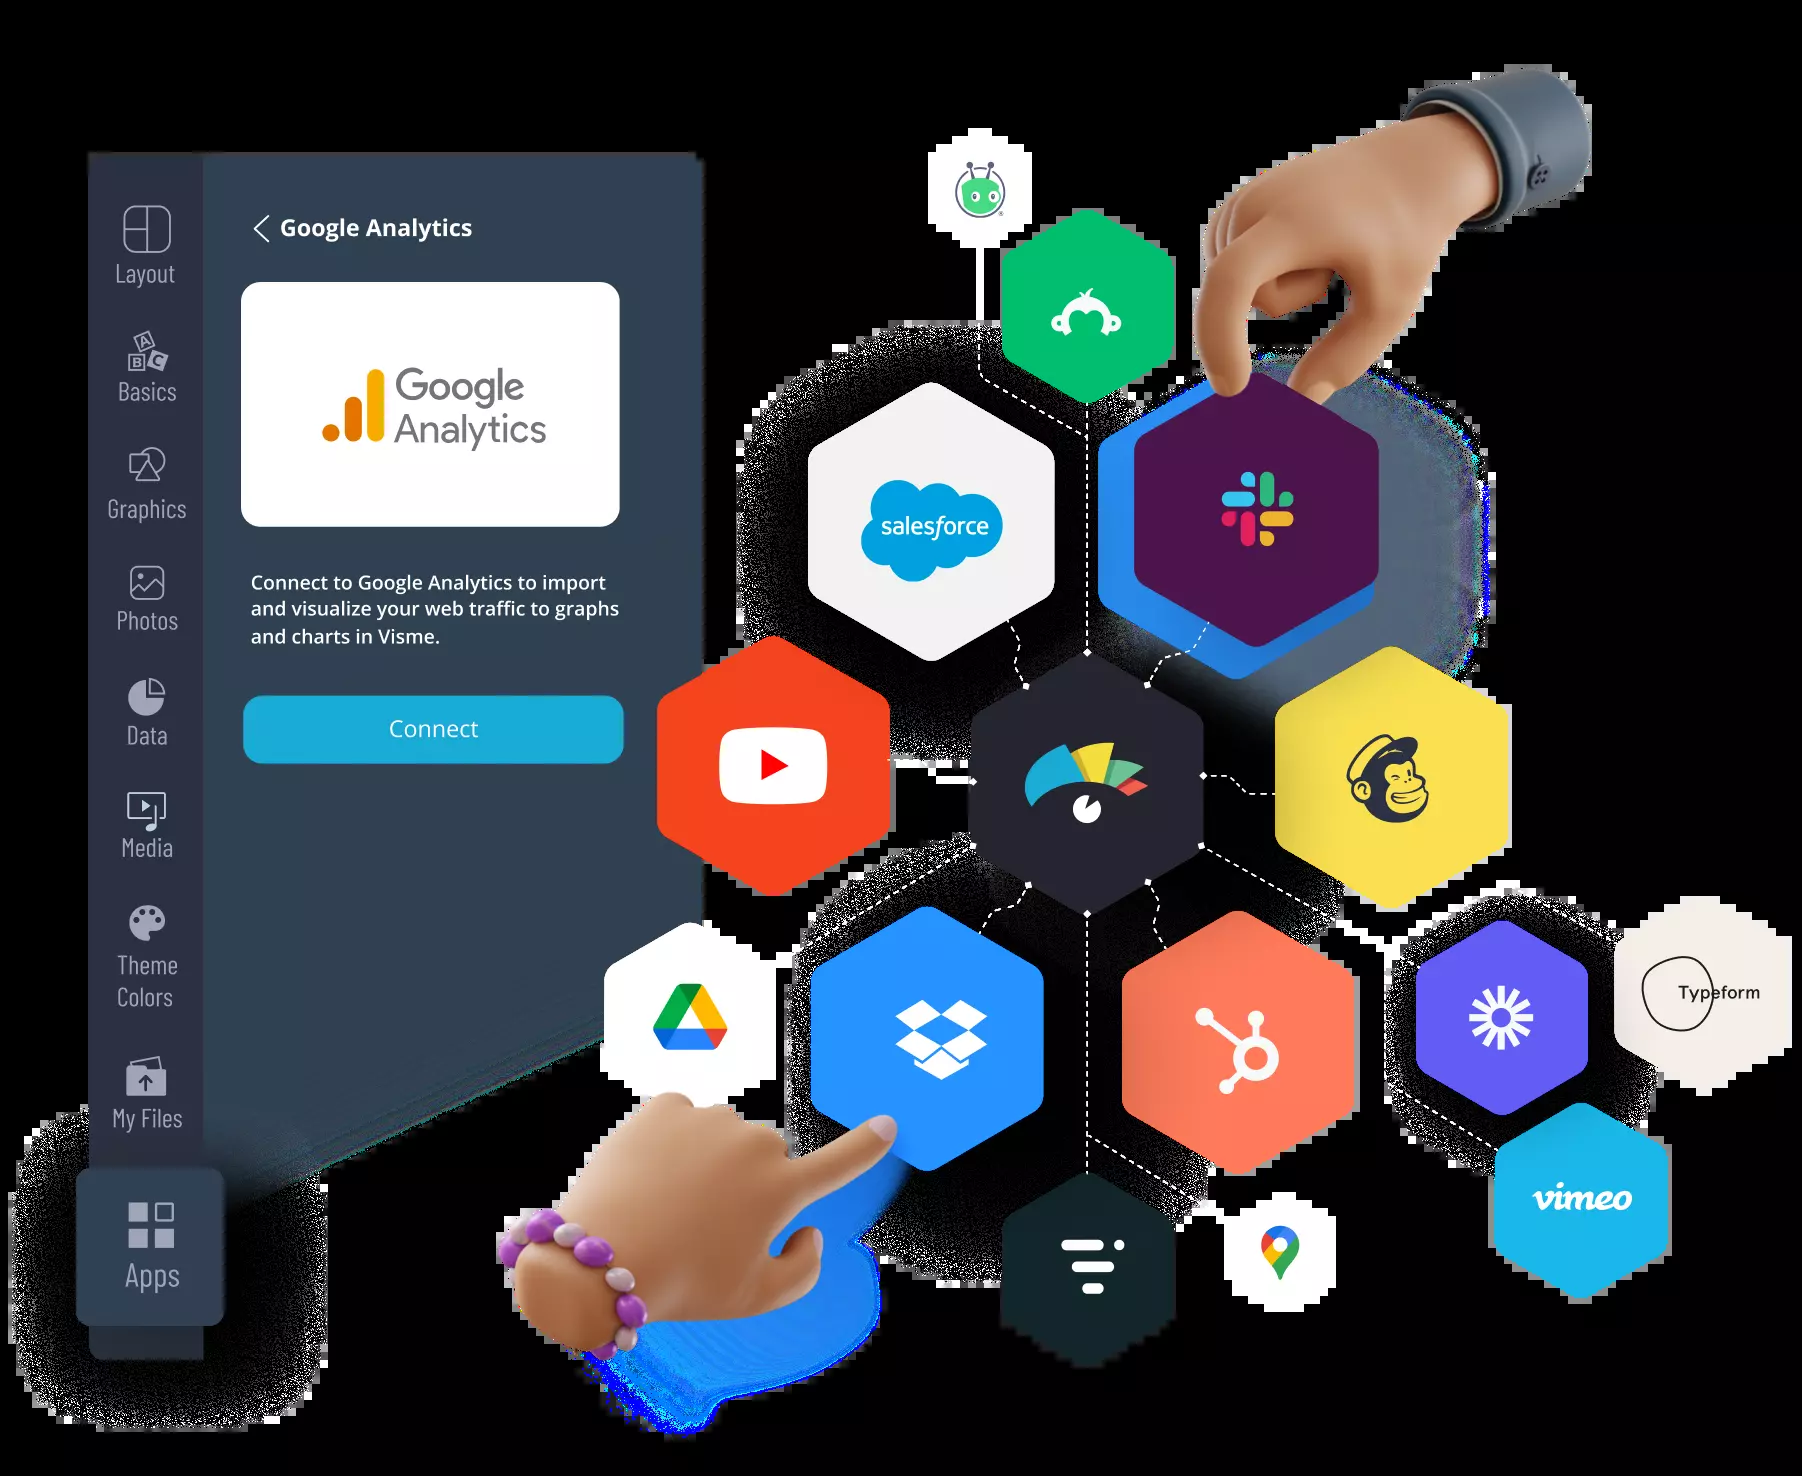 Layout
Basics
Graphics
Photos
Data
Media
Theme
Colors
My Files
Apps
Google Analytics
Google
Analytics
Connect to Google Analytics to import
and visualize your web traffic to graphs
and charts in Visme.
Connect
salesforce
Typeform
vimeo